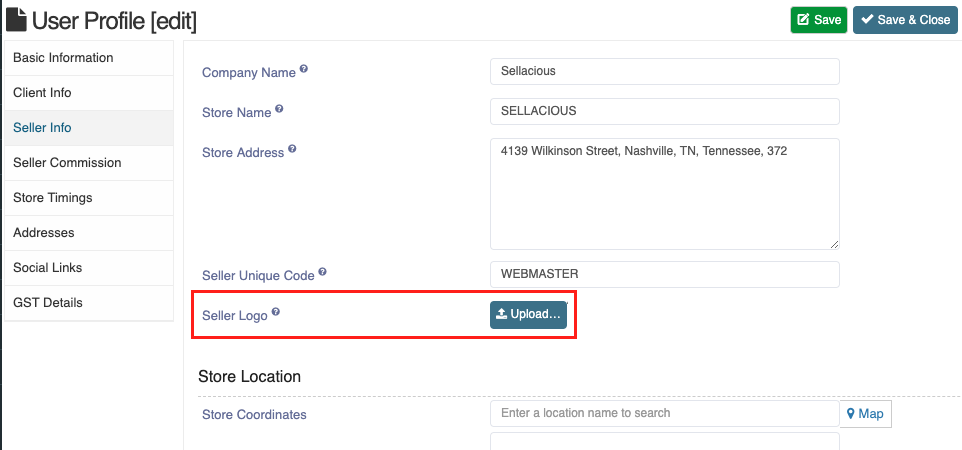 User Profile [edit]
Save
Save & Close
Basic Information
Client Info
Seller Info
Seller Commission
Store Timings
Addresses
Social Links
GST Details
Company Name ?
Sellacious
Store Name ?
SELLACIOUS
Store Address ?
4139 Wilkinson Street, Nashville, TN, Tennessee, 372
Seller Unique Code ?
WEBMASTER
Seller Logo ?
Upload...
Store Location
Store Coordinates
Enter a location name to search
Map